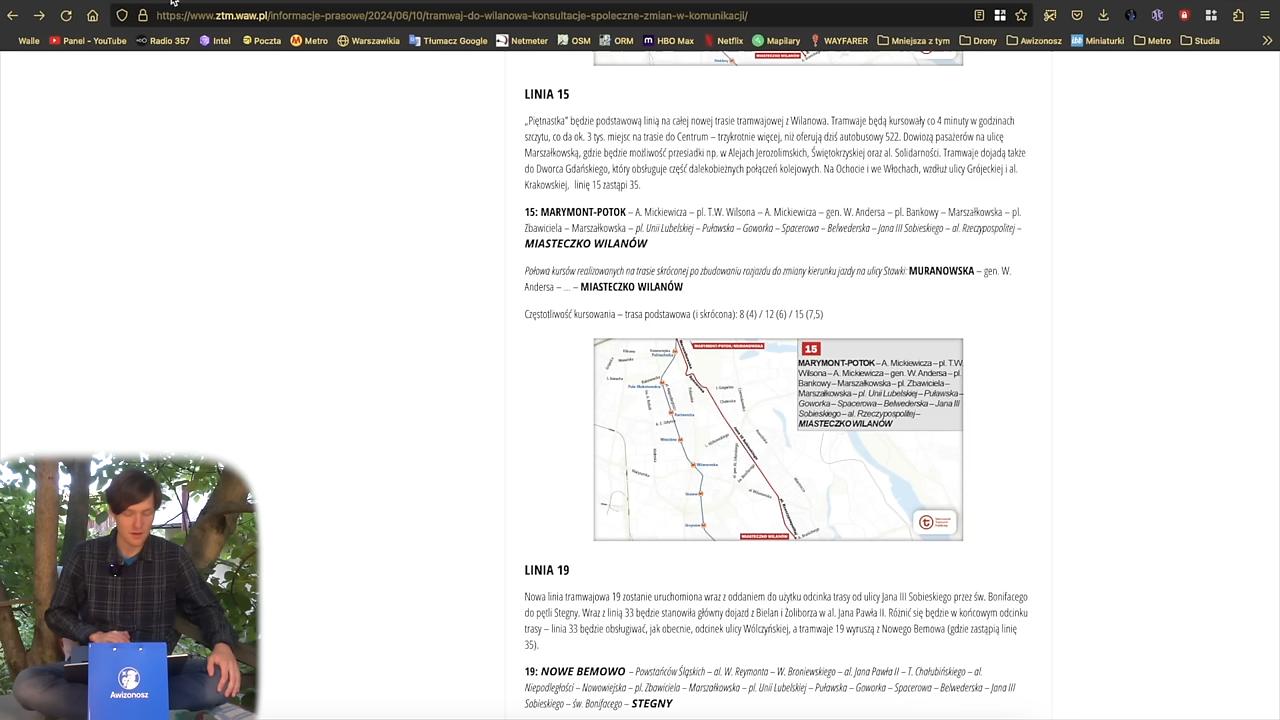 https://www.ztm.waw.pl/informacje-prasowe/2024/06/10/tramwaj-do-wilanowa-konsultacje-spoleczne-zmian-w-komunikacji/
Walle Panel - YouTube Radio 357 Intel Poczta Metro Warszawikia Tłumacz Google Netmeter OSM ORM HBO Max Netflix Mapilary WAYFARER Mniejsza z tym Drony Awizonosz Miniaturki Metro Studia
MIASTECZKO WILANÓW
LINIA 15
„Piętnastka” będzie podstawową linią na całej nowej trasie tramwajowej z Wilanowa. Tramwaje będą kursowały co 4 minuty w godzinach
szczytu, co da ok. 3 tys. miejsc na trasie do Centrum – trzykrotnie więcej, niż oferują dziś autobusowy 522. Dowiozą pasażerów na ulicę
Marszałkowską, gdzie będzie możliwość przesiadki np. w Alejach Jerozolimskich, Świętokrzyskiej oraz al. Solidarności. Tramwaje dojadą także
do Dworca Gdańskiego, który obsługuje część dalekobieżnych połączeń kolejowych. Na Ochocie i we Włochach, wzdłuż ulicy Grójeckiej i al.
Krakowskiej, linię 15 zastąpi 35.
15: MARYMONT-POTOK – A. Mickiewicza – pl. T.W. Wilsona – A. Mickiewicza – gen. W. Andersa – pl. Bankowy – Marszałkowska – pl.
Zbawiciela – Marszałkowska – pl. Unii Lubelskiej – Puławska – Goworka – Spacerowa – Belwederska – Jana III Sobieskiego – al. Rzeczypospolitej –
MIASTECZKO WILANÓW
Połowa kursów realizowanych na trasie skróconej po zbudowaniu rozjazdu do zmiany kierunku jazdy na ulicy Stawki: MURANOWSKA – gen. W.
Andersa – ... – MIASTECZKO WILANÓW
Częstotliwość kursowania – trasa podstawowa (i skrócona): 8 (4) / 12 (6) / 15 (7,5)
MARYMONT-POTOK/MURANOWSKA
15
MARYMONT-POTOK – A. Mickiewicza – pl. T.W.
Wilsona – A. Mickiewicza – gen. W. Andersa – pl.
Bankowy – Marszałkowska – pl. Zbawiciela –
Marszałkowska – pl. Unii Lubelskiej – Puławska –
Goworka – Spacerowa – Belwederska – Jana III
Sobieskiego – al. Rzeczypospolitej –
MIASTECZKO WILANÓW
Racławicka
Wilanowska
MIASTECZKO WILANÓW
LINIA 19
Nowa linia tramwajowa 19 zostanie uruchomiona wraz z oddaniem do użytku odcinka trasy od ulicy Jana III Sobieskiego przez św. Bonifacego
do pętli Stegny. Wraz z linią 33 będzie stanowiła główny dojazd z Bielan i Żoliborza w al. Jana Pawła II. Różnić się będzie w końcowym odcinku
trasy – linia 33 będzie obsługiwać, jak obecnie, odcinek ulicy Wólczyńskiej, a tramwaje 19 wyruszą z Nowego Bemowa (gdzie zastąpią linię
35).
19: NOWE BEMOWO – Powstańców Śląskich – al. W. Reymonta – W. Broniewskiego – al. Jana Pawła II – T. Chałubińskiego – al.
Niepodległości – Nowowiejska – pl. Zbawiciela – Marszałkowska – pl. Unii Lubelskiej – Puławska – Goworka – Spacerowa – Belwederska – Jana III
Sobieskiego – św. Bonifacego – STEGNY
Awizonosz